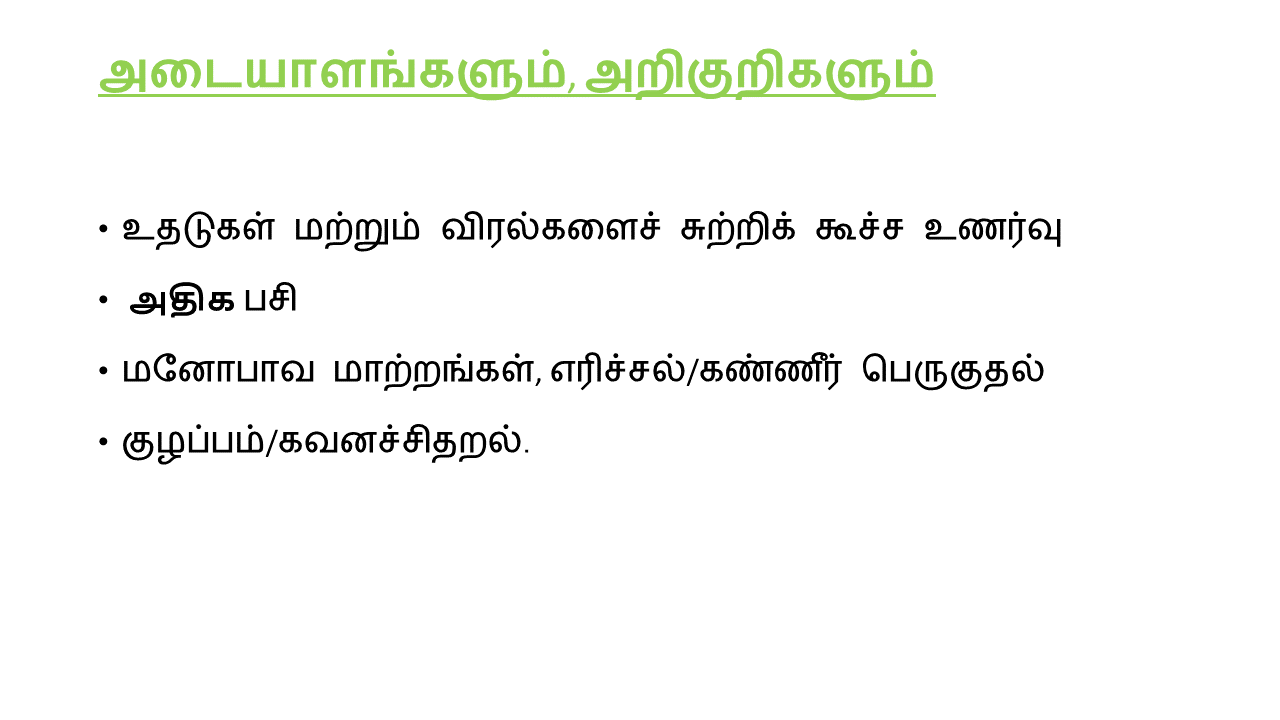 அடையாளங்களும், அறிகுறிகளும்
• உதடுகள் மற்றும் விரல்களைச் சுற்றிக் கூச்ச உணர்வு
• அதிக பசி
• மனோபாவ மாற்றங்கள், எரிச்சல்/கண்ணீர் பெருகுதல்
• குழப்பம்/கவனச்சிதறல்.